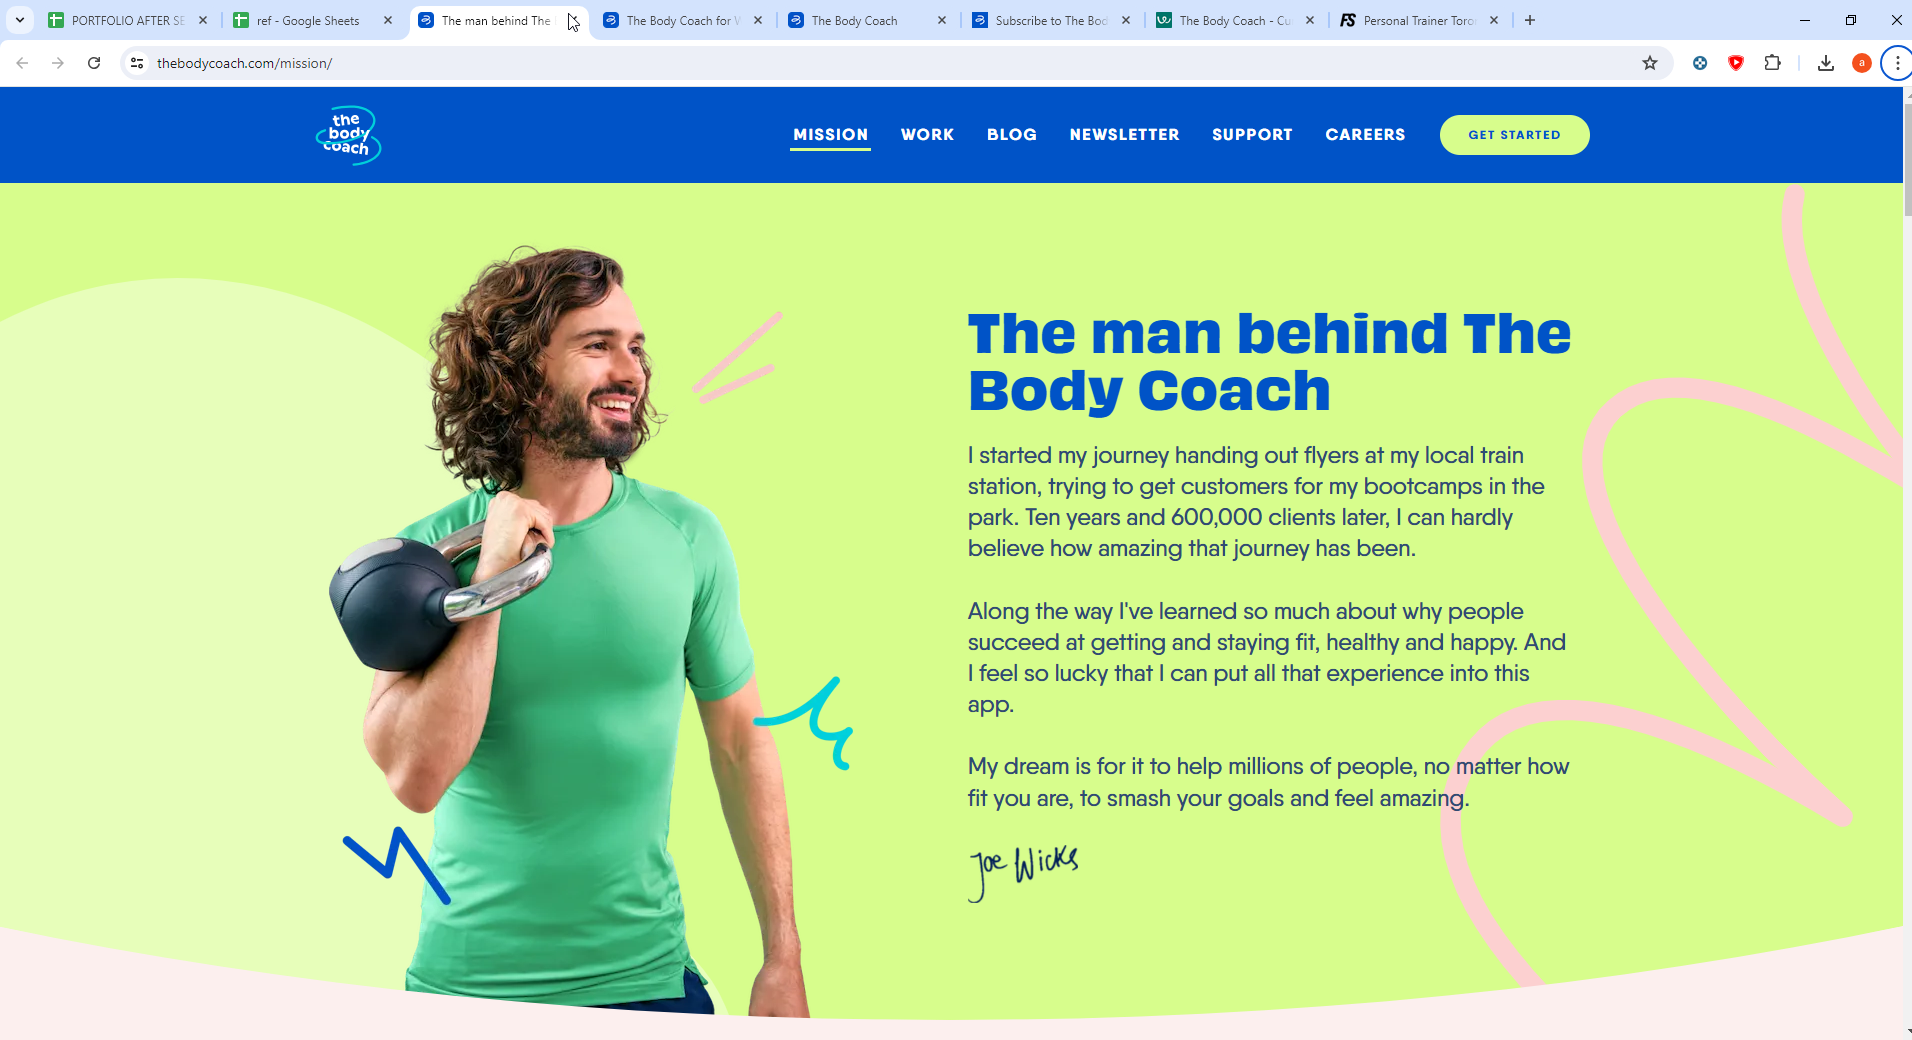 PORTFOLIO AFTER SE
ref - Google Sheets
The man behind The
The Body Coach for
The Body Coach
Subscribe to The Bod
The Body Coach - Cu
FS
Personal Trainer Toro
thebodycoach.com/mission/
a
the
body
coach
MISSION
WORK
BLOG
NEWSLETTER
SUPPORT
CAREERS
GET STARTED
The man behind The
Body Coach
I started my journey handing out flyers at my local train
station, trying to get customers for my bootcamps in the
park. Ten years and 600,000 clients later, I can hardly
believe how amazing that journey has been.
Along the way I've learned so much about why people
succeed at getting and staying fit, healthy and happy. And
I feel so lucky that I can put all that experience into this
app.
My dream is for it to help millions of people, no matter how
fit you are, to smash your goals and feel amazing.
Joe Wicks